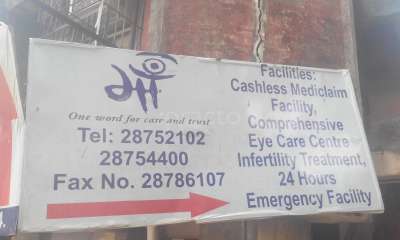 माँ
One word for care and trust
Tel: 28752102
28754400
Fax No. 28786107
Facilities:
Cashless Mediclaim
Facility,
Comprehensive
Eye Care Centre
Infertility Treatment,
24 Hours
Emergency Facility